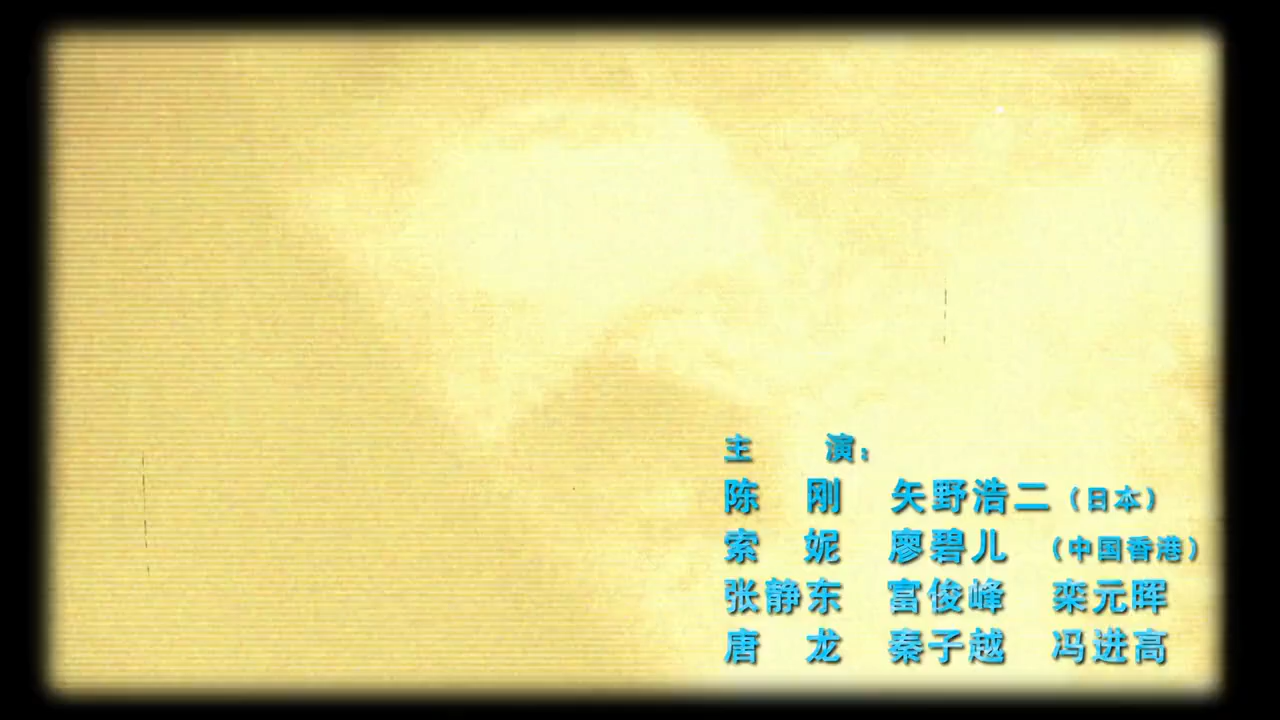 主 演：
陈 刚 矢野浩二（日本）
索 妮 廖碧儿（中国香港）
张静东 富俊峰 栾元晖
唐 龙 秦子越 冯进高